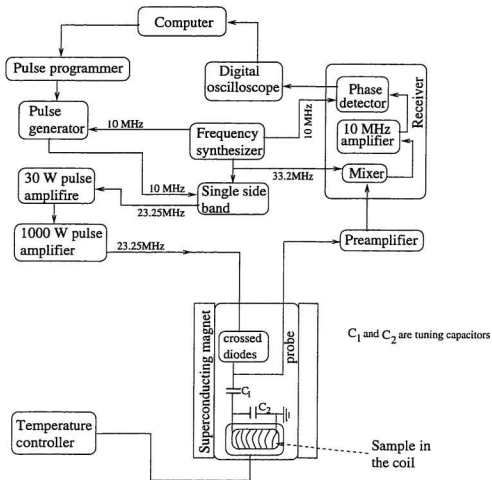 Computer
Pulse programmer
Digital
oscilloscope
Phase
detector
Receiver
Pulse
generator
10 MHz
Frequency
synthesizer
10 MHz
10 MHz
amplifier
33.2MHz
Mixer
30 W pulse
amplifire
10 MHz
23.25MHz
Single side
band
1000 W pulse
amplifier
23.25MHz
Preamplifier
Superconducting magnet
crossed
diodes
probe
C1 and C2 are tuning capacitors
C1
C2
Temperature
controller
Sample in
the coil